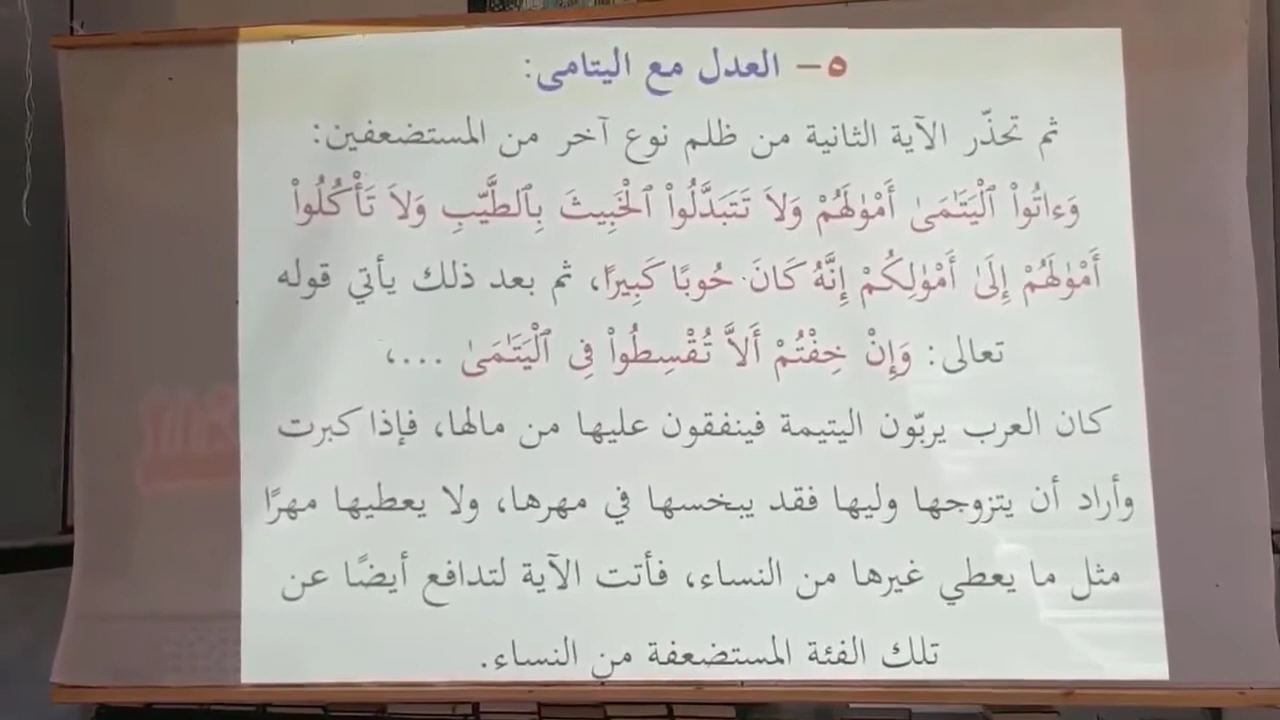 ٥- العدل مع اليتامى:
ثم تحذّر الآية الثانية من ظلم نوع آخر من المستضعفين:
وَءَاتُوا۟ ٱلْيَتَـٰمَىٰ أَمْوَٰلَهُمْ وَلَا تَتَبَدَّلُوا۟ ٱلْخَبِيثَ بِٱلطَّيِّبِ وَلَا تَأْكُلُوا۟
أَمْوَٰلَهُمْ إِلَىٰ أَمْوَٰلِكُمْ إِنَّهُ كَانَ حُوبًا كَبِيرًا، ثم بعد ذلك يأتي قوله
تعالى: وَإِنْ خِفْتُمْ أَلَّا تُقْسِطُوا۟ فِى ٱلْيَتَـٰمَىٰ ....،
كان العرب يربّون اليتيمة فينفقون عليها من مالها، فإذا كبرت
وأراد أن يتزوجها وليها فقد يبخسها في مهرها، ولا يعطيها مهرًا
مثل ما يعطي غيرها من النساء، فأتت الآية لتدافع أيضًا عن
تلك الفئة المستضعفة من النساء.